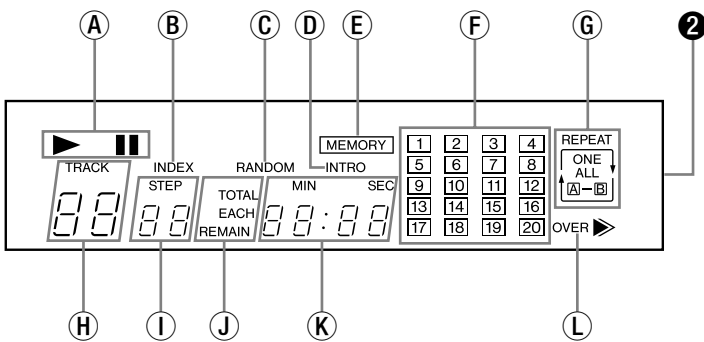 A B C D E F G 2
MEMORY
TRACK INDEX RANDOM INTRO
STEP MIN SEC
TOTAL
EACH
REMAIN
88 88 88:88
1 2 3 4
5 6 7 8
9 10 11 12
13 14 15 16
17 18 19 20
REPEAT
ONE
ALL
A-B
OVER
H I J K L